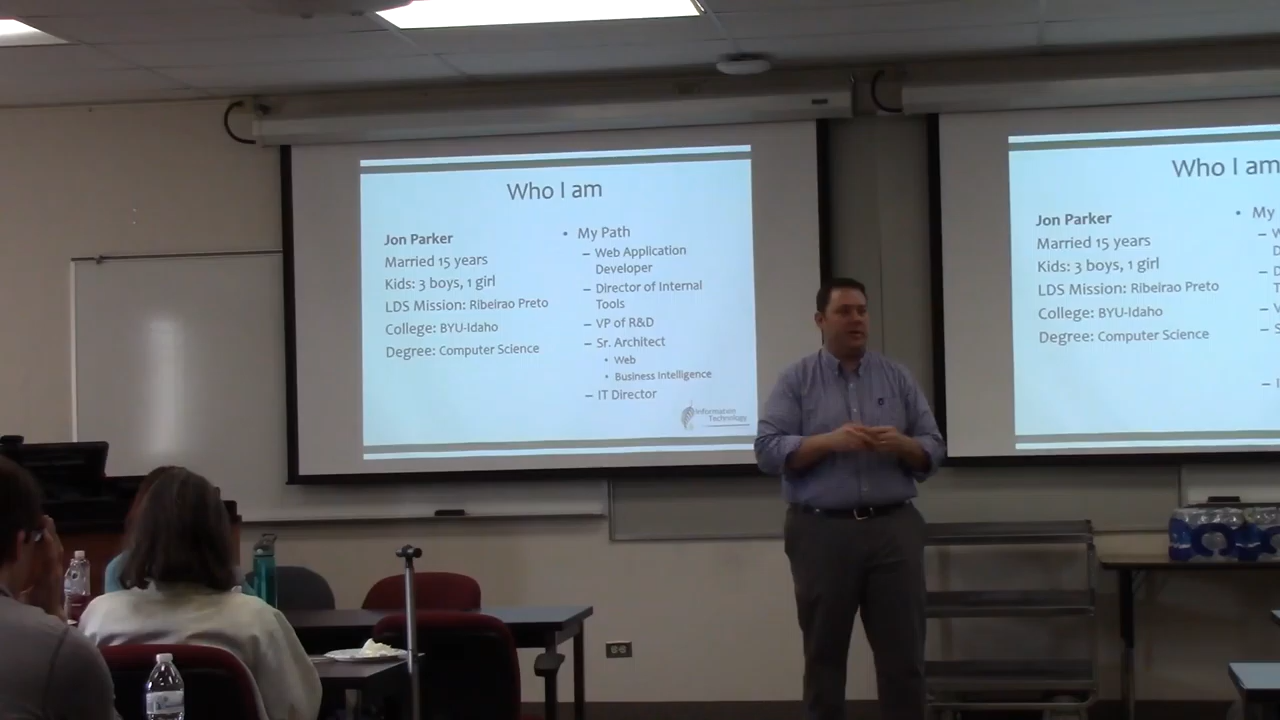 Who I am
Jon Parker
Married 15 years
Kids: 3 boys, 1 girl
LDS Mission: Ribeirao Preto
College: BYU-Idaho
Degree: Computer Science
• My Path
– Web Application
Developer
– Director of Internal
Tools
– VP of R&D
– Sr. Architect
• Web
• Business Intelligence
– IT Director
Information
Technology
Who I am
Jon Parker
Married 15 years
Kids: 3 boys, 1 girl
LDS Mission: Ribeirao Preto
College: BYU-Idaho
Degree: Computer Science
• My